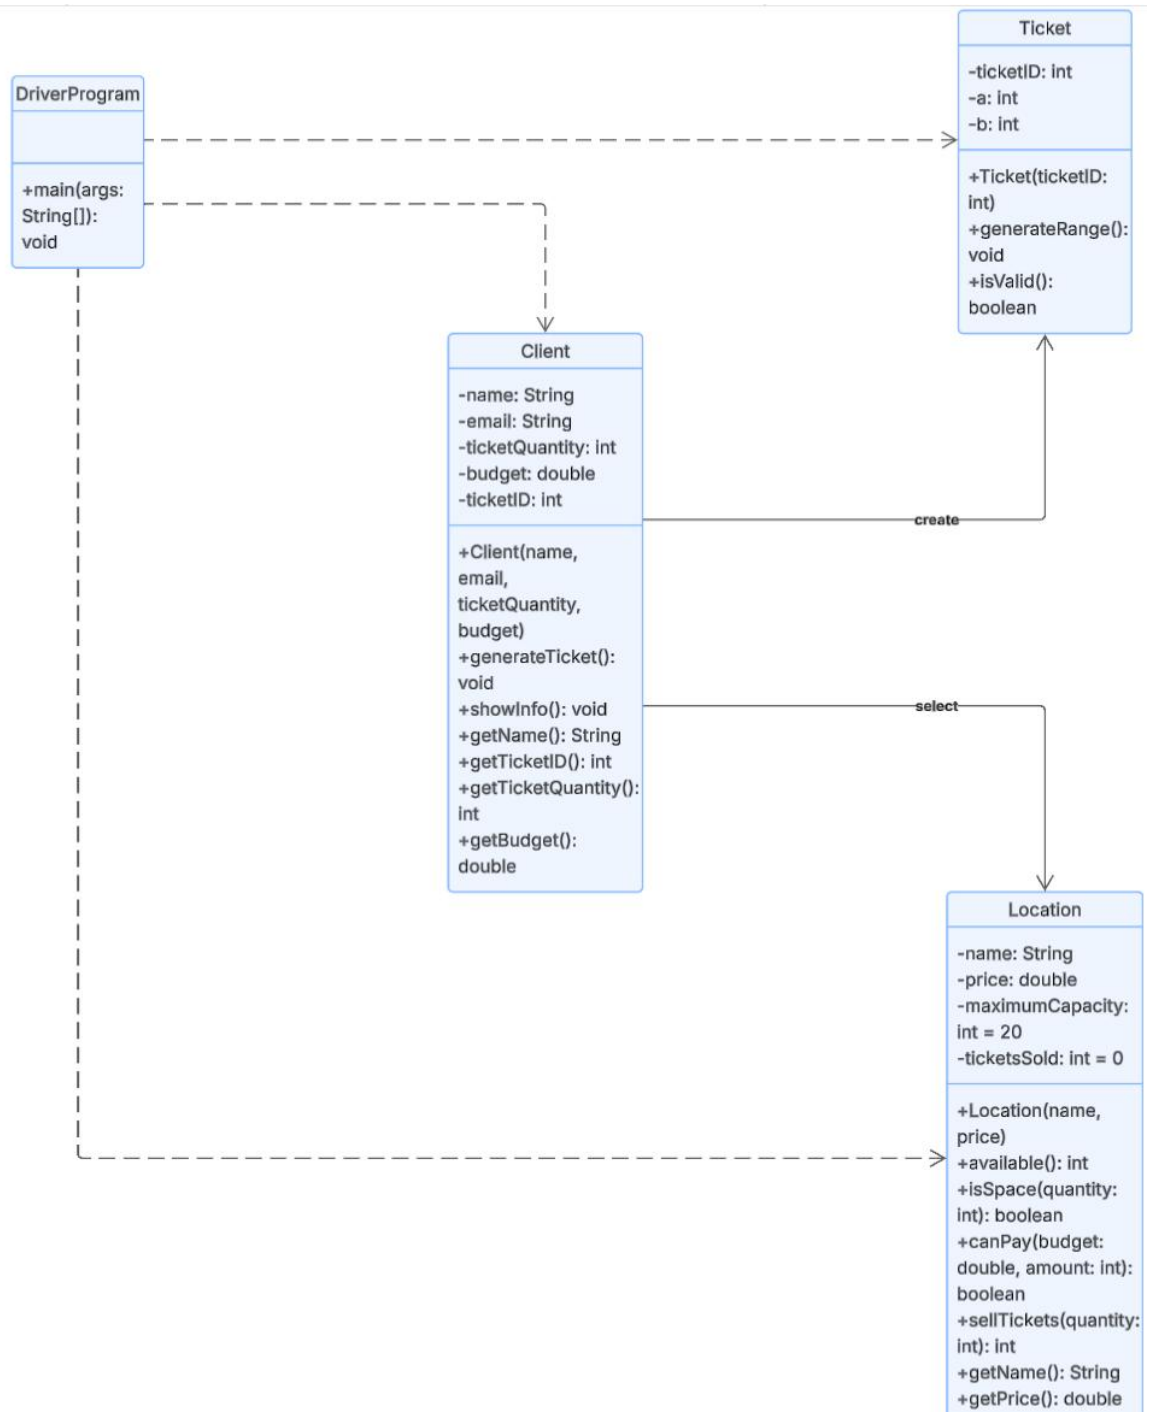 DriverProgram
+main(args:
String[]):
void
Ticket
-ticketID: int
-a: int
-b: int
+Ticket(ticketID:
int)
+generateRange():
void
+isValid():
boolean
Client
-name: String
-email: String
-ticketQuantity: int
-budget: double
-ticketID: int
+Client(name,
email,
ticketQuantity,
budget)
+generateTicket():
void
+showInfo(): void
+getName(): String
+getTicketID(): int
+getTicketQuantity():
int
+getBudget():
double
create
select
Location
-name: String
-price: double
-maximumCapacity:
int = 20
-ticketsSold: int = 0
+Location(name,
price)
+available(): int
+isSpace(quantity:
int): boolean
+canPay(budget:
double, amount: int):
boolean
+sellTickets(quantity:
int): int
+getName(): String
+getPrice(): double